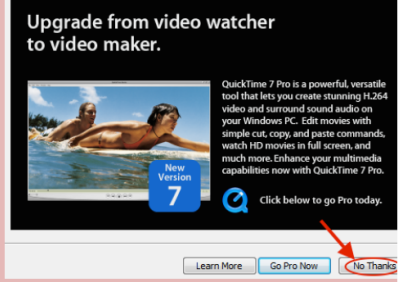 Upgrade from video watcher
to video maker.
QuickTime 7 Pro is a powerful, versatile
tool that lets you create stunning H.264
video and surround sound audio on
your Windows PC. Edit movies with
simple cut, copy, and paste commands,
watch HD movies in full screen, and
much more. Enhance your multimedia
capabilities now with QuickTime 7 Pro.
New
Version
7
Click below to go Pro today.
Learn More
Go Pro Now
No Thanks